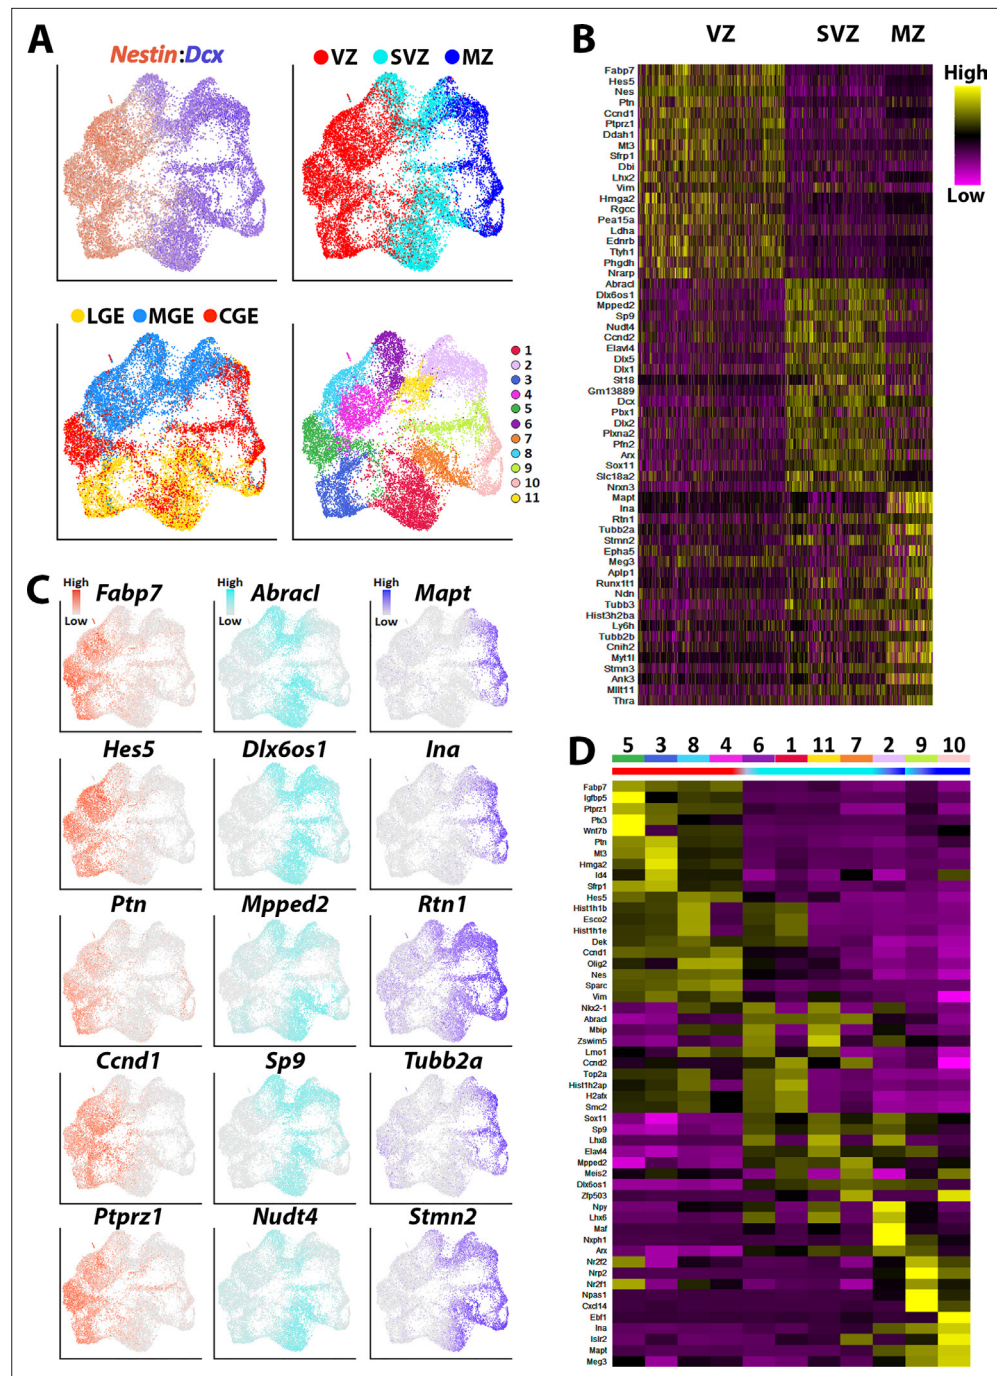 A
Nestin:Dcx
VZ SVZ MZ
LGE MGE CGE
1
2
3
4
5
6
7
8
9
10
11
B
VZ SVZ MZ
High
Low
Fabp7
Hes5
Nes
Ptn
Ccnd1
Ptprz1
Ddah1
Mt3
Sfrp1
Dbi
Lhx2
Vim
Hmga2
Rgcc
Pea15a
Ldha
Ednrb
Ttyh1
Phgdh
Nrarp
Abracl
Dlx6os1
Mpped2
Sp9
Nudt4
Ccnd2
Elavl4
Dlx5
Dlx1
St18
Gm13889
Dcx
Pbx1
Dlx2
Plxna2
Pfn2
Arx
Sox11
Slc18a2
Nrxn3
Mapt
Ina
Rtn1
Tubb2a
Stmn2
Epha5
Meg3
Aplp1
Runx1t1
Ndn
Tubb3
Hist3h2ba
Ly6h
Tubb2b
Cnih2
Myt1l
Stmn3
Ank3
Mllt11
Thra
C
High
Low
Fabp7
High
Low
Abracl
High
Low
Mapt
Hes5 Dlx6os1 Ina
Ptn Mpped2 Rtn1
Ccnd1 Sp9 Tubb2a
Ptprz1 Nudt4 Stmn2
D
5 3 8 4 6 1 11 7 2 9 10
Fabp7
Igfbp5
Ptprz1
Ptx3
Wnt7b
Ptn
Mt3
Hmga2
Id4
Sfrp1
Hes5
Hist1h1b
Esco2
Hist1h1e
Dek
Ccnd1
Olig2
Nes
Sparc
Vim
Nkx2-1
Abracl
Mbip
Zswim5
Lmo1
Ccnd2
Top2a
Hist1h2ap
H2afx
Smc2
Sox11
Sp9
Lhx8
Elavl4
Mpped2
Meis2
Dlx6os1
Zfp503
Npy
Lhx6
Maf
Nxph1
Arx
Nr2f2
Nrp2
Nr2f1
Npas1
Cxcl14
Ebf1
Ina
Islr2
Mapt
Meg3